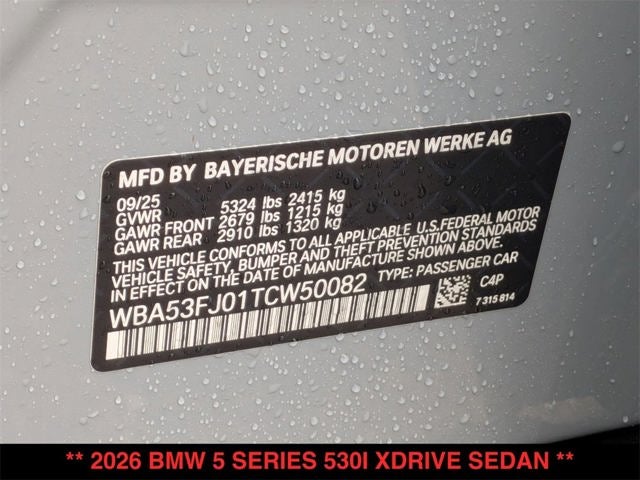 MFD BY BAYERISCHE MOTOREN WERKE AG
09/25
GVWR 5324 lbs 2415 kg
GAWR FRONT 2679 lbs 1215 kg
GAWR REAR 2910 lbs 1320 kg
THIS VEHICLE CONFORMS TO ALL APPLICABLE U.S.FEDERAL MOTOR
VEHICLE SAFETY, BUMPER, AND THEFT PREVENTION STANDARDS
IN EFFECT ON THE DATE OF MANUFACTURE SHOWN ABOVE.
WBA53FJ01TCW50082 TYPE: PASSENGER CAR
C4P
7315814
** 2026 BMW 5 SERIES 530I XDRIVE SEDAN **